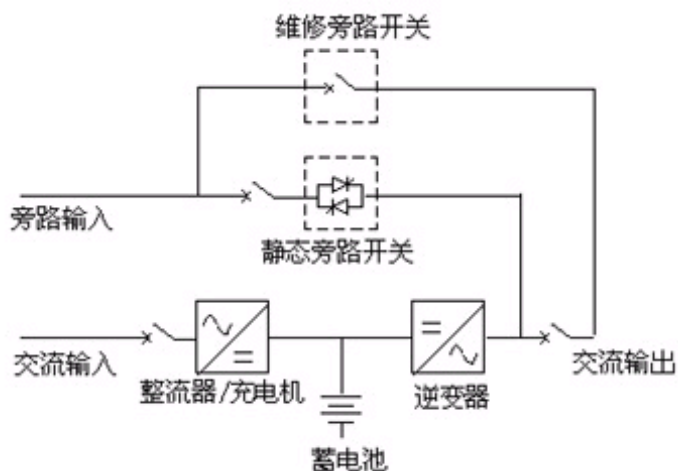 维修旁路开关
旁路输入
静态旁路开关
交流输入
整流器/充电机
逆变器
交流输出
蓄电池